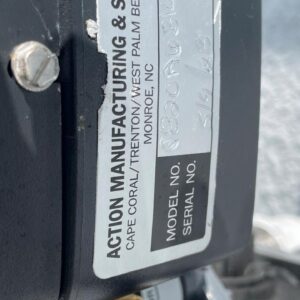 ACTION MANUFACTURING & S
CAPE CORAL/TRENTON/WEST PALM BE
MONROE, NC
MODEL NO.
SERIAL NO.